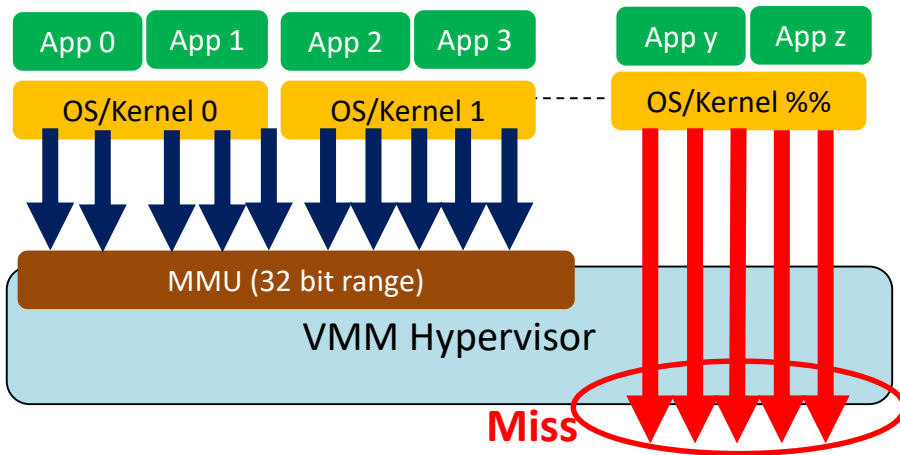 App 0
App 1
App 2
App 3
App y
App z
OS/Kernel 0
OS/Kernel 1
OS/Kernel %%
MMU (32 bit range)
VMM Hypervisor
Miss